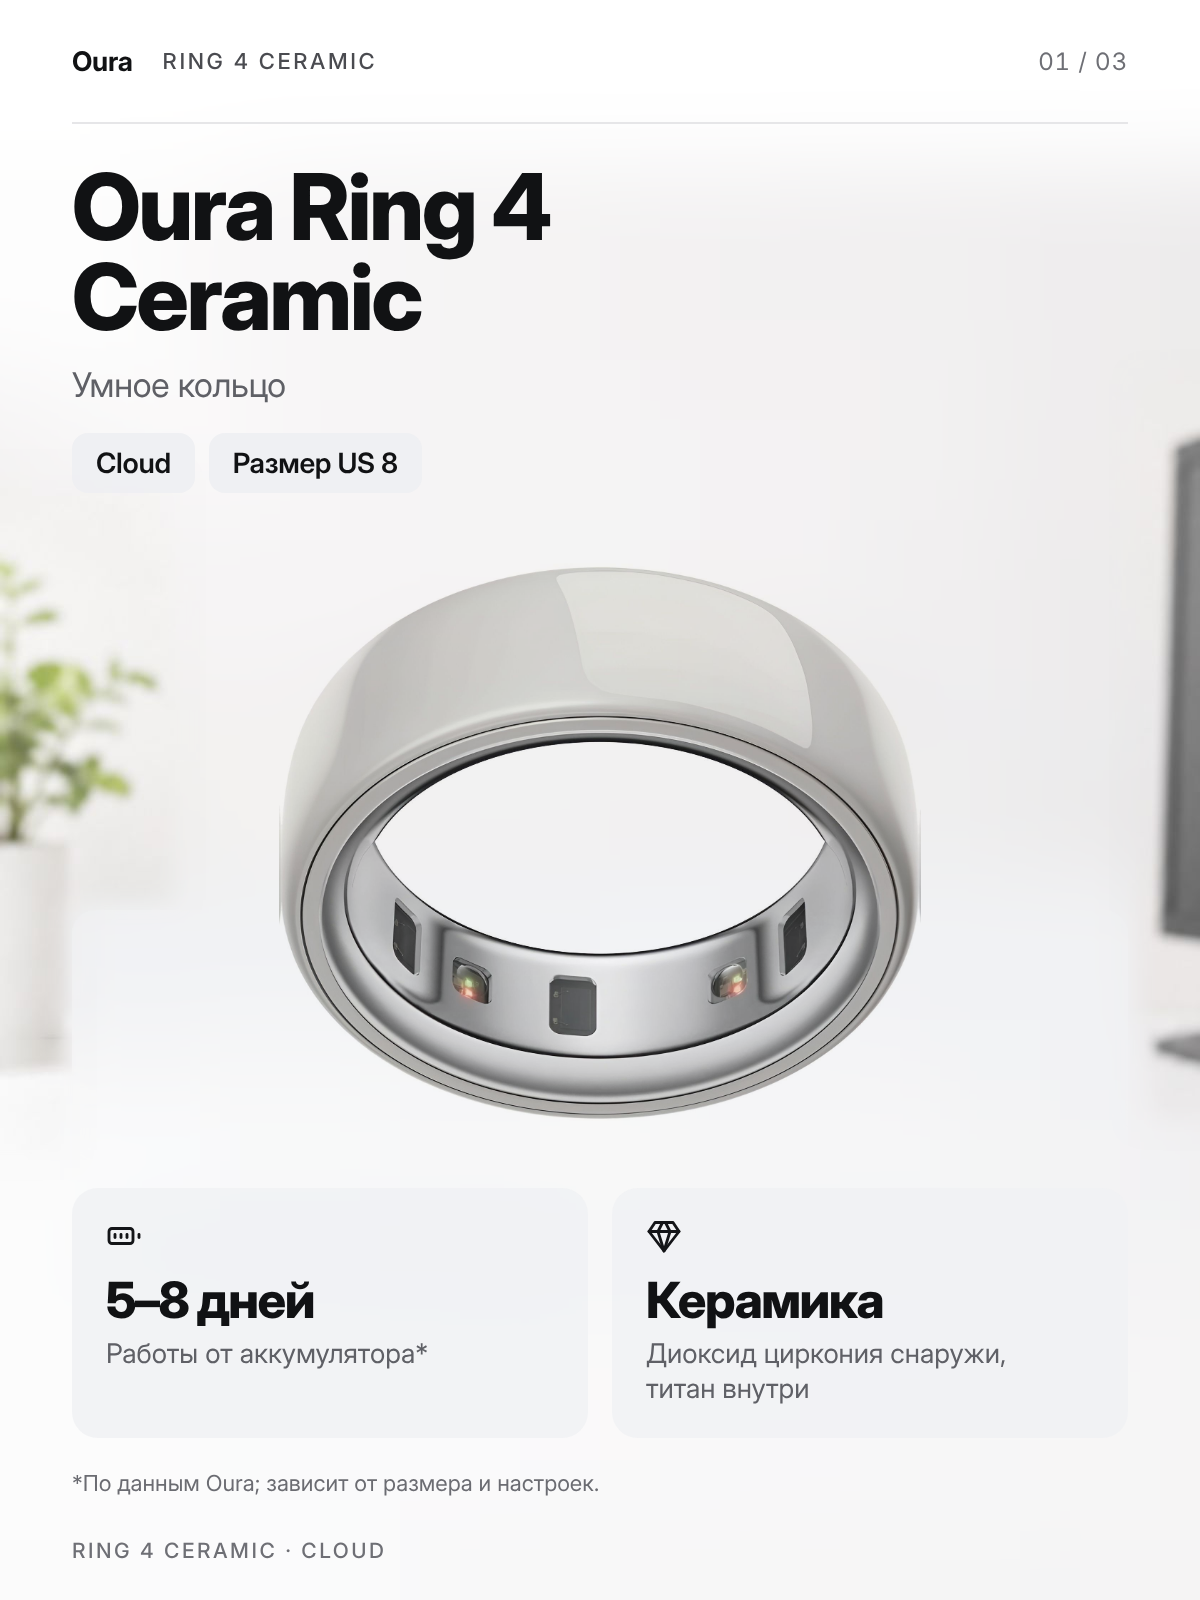 Oura RING 4 CERAMIC 01 / 03
Oura Ring 4
Ceramic
Умное кольцо
Cloud Размер US 8
5–8 дней
Работы от аккумулятора*
Керамика
Диоксид циркония снаружи,
титан внутри
*По данным Oura; зависит от размера и настроек.
RING 4 CERAMIC · CLOUD